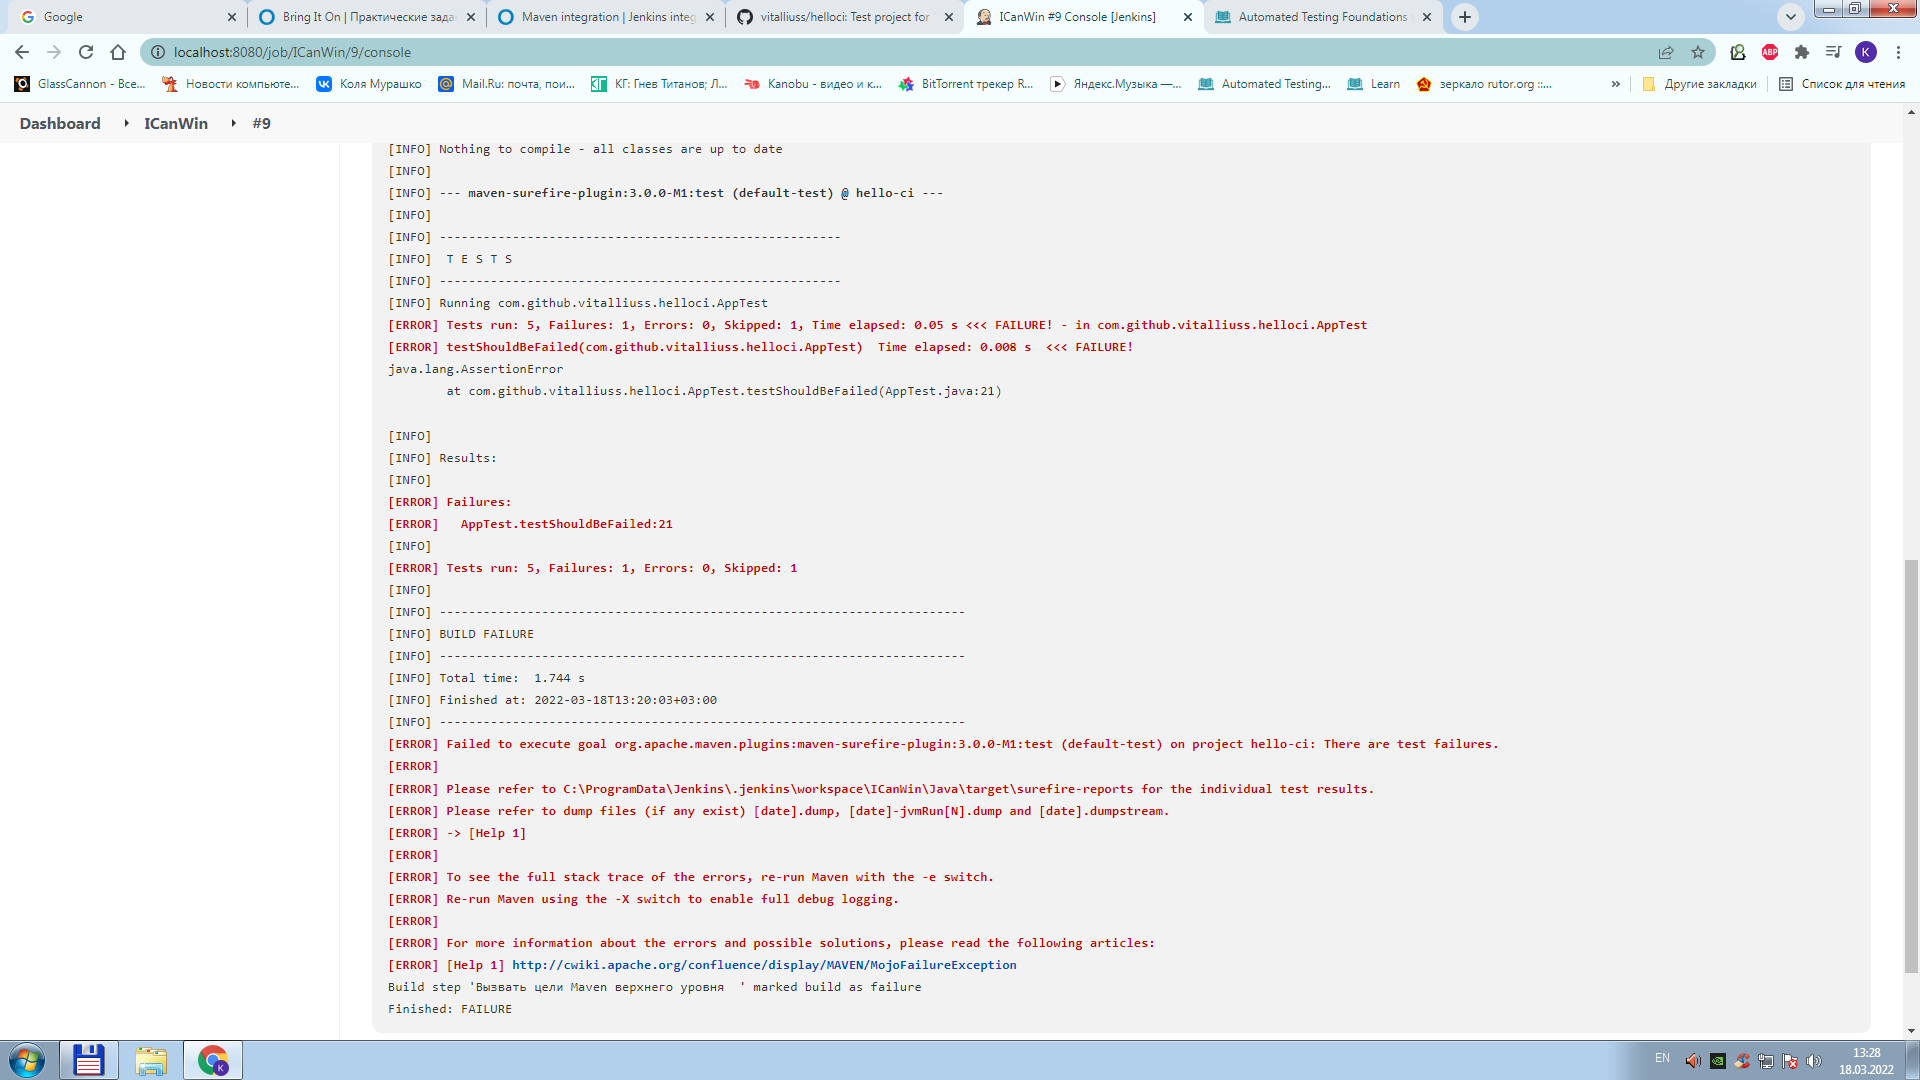 Google
Bring It On | Практические зада
Maven integration | Jenkins integ
vitalliuss/helloci: Test project for
ICanWin #9 Console [Jenkins]
Automated Testing Foundations
localhost:8080/job/ICanWin/9/console
ABP
K
GlassCannon - Все...
Новости компьюте...
Коля Мурашко
Mail.Ru: почта, пои...
КГ: Гнев Титанов; Л...
Kanobu - видео и к...
BitTorrent трекер R...
Яндекс.Музыка —...
Automated Testing...
Learn
зеркало rutor.org ::...
»
Другие закладки
Список для чтения
Dashboard
ICanWin
#9
[INFO] Nothing to compile - all classes are up to date
[INFO]
[INFO] --- maven-surefire-plugin:3.0.0-M1:test (default-test) @ hello-ci ---
[INFO]
[INFO] -------------------------------------------------------
[INFO]  T E S T S
[INFO] -------------------------------------------------------
[INFO] Running com.github.vitalliuss.helloci.AppTest
[ERROR] Tests run: 5, Failures: 1, Errors: 0, Skipped: 1, Time elapsed: 0.05 s <<< FAILURE! - in com.github.vitalliuss.helloci.AppTest
[ERROR] testShouldBeFailed(com.github.vitalliuss.helloci.AppTest)  Time elapsed: 0.008 s  <<< FAILURE!
java.lang.AssertionError
at com.github.vitalliuss.helloci.AppTest.testShouldBeFailed(AppTest.java:21)
[INFO]
[INFO] Results:
[INFO]
[ERROR] Failures:
[ERROR]   AppTest.testShouldBeFailed:21
[INFO]
[ERROR] Tests run: 5, Failures: 1, Errors: 0, Skipped: 1
[INFO]
[INFO] ------------------------------------------------------------------------
[INFO] BUILD FAILURE
[INFO] ------------------------------------------------------------------------
[INFO] Total time:  1.744 s
[INFO] Finished at: 2022-03-18T13:20:03+03:00
[INFO] ------------------------------------------------------------------------
[ERROR] Failed to execute goal org.apache.maven.plugins:maven-surefire-plugin:3.0.0-M1:test (default-test) on project hello-ci: There are test failures.
[ERROR]
[ERROR] Please refer to C:\ProgramData\Jenkins\.jenkins\workspace\ICanWin\Java\target\surefire-reports for the individual test results.
[ERROR] Please refer to dump files (if any exist) [date].dump, [date]-jvmRun[N].dump and [date].dumpstream.
[ERROR] -> [Help 1]
[ERROR]
[ERROR] To see the full stack trace of the errors, re-run Maven with the -e switch.
[ERROR] Re-run Maven using the -X switch to enable full debug logging.
[ERROR]
[ERROR] For more information about the errors and possible solutions, please read the following articles:
[ERROR] [Help 1] http://cwiki.apache.org/confluence/display/MAVEN/MojoFailureException
Build step 'Вызвать цели Maven верхнего уровня  ' marked build as failure
Finished: FAILURE
K
EN
13:28
18.03.2022